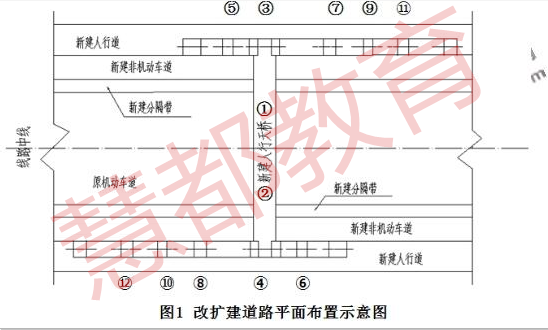 ⑤ ③ ⑦ ⑨ ⑪
新建人行道
新建非机动车道
新建分隔带
线路中线
①
新建人行天桥
②
原机动车道
新建分隔带
新建非机动车道
新建人行道
⑫ ⑩ ⑧ ④ ⑥
图1 改扩建道路平面布置示意图
慧都教育